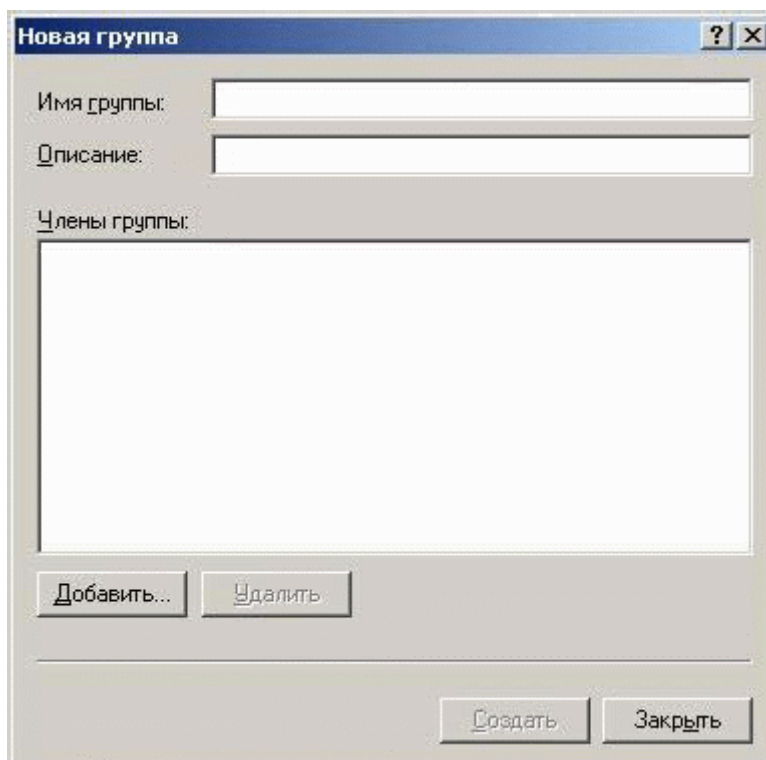 Новая группа
Имя группы:
Описание:
Члены группы:
Добавить... Удалить
Создать Закрыть